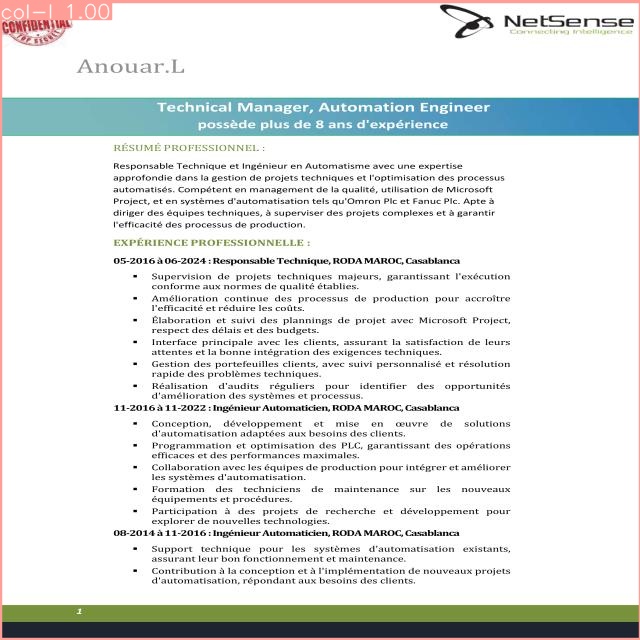 col-l 1.00
CONFIDENTIAL
TOP SECRET
NetSense
Connecting Intelligence
Anouar.L
Technical Manager, Automation Engineer
possède plus de 8 ans d'expérience
RÉSUMÉ PROFESSIONNEL :
Responsable Technique et Ingénieur en Automatisme avec une expertise
approfondie dans la gestion de projets techniques et l'optimisation des processus
automatisés. Compétent en management de la qualité, utilisation de Microsoft
Project, et en systèmes d'automatisation tels qu'Omron Plc et Fanuc Plc. Apte à
diriger des équipes techniques, à superviser des projets complexes et à garantir
l'efficacité des processus de production.
EXPÉRIENCE PROFESSIONNELLE :
05-2016 à 06-2024 : Responsable Technique, RODA MAROC, Casablanca
▪ Supervision de projets techniques majeurs, garantissant l'exécution
conforme aux normes de qualité établies.
▪ Amélioration continue des processus de production pour accroître
l'efficacité et réduire les coûts.
▪ Élaboration et suivi des plannings de projet avec Microsoft Project,
respect des délais et des budgets.
▪ Interface principale avec les clients, assurant la satisfaction de leurs
attentes et la bonne intégration des exigences techniques.
▪ Gestion des portefeuilles clients, avec suivi personnalisé et résolution
rapide des problèmes techniques.
▪ Réalisation d'audits réguliers pour identifier des opportunités
d'amélioration des systèmes et processus.
11-2016 à 11-2022 : Ingénieur Automaticien, RODA MAROC, Casablanca
▪ Conception, développement et mise en œuvre de solutions
d'automatisation adaptées aux besoins des clients.
▪ Programmation et optimisation des PLC, garantissant des opérations
efficaces et des performances maximales.
▪ Collaboration avec les équipes de production pour intégrer et améliorer
les systèmes d'automatisation.
▪ Formation des techniciens de maintenance sur les nouveaux
équipements et procédures.
▪ Participation à des projets de recherche et développement pour
explorer de nouvelles technologies.
08-2014 à 11-2016 : Ingénieur Automaticien, RODA MAROC, Casablanca
▪ Support technique pour les systèmes d'automatisation existants,
assurant leur bon fonctionnement et maintenance.
▪ Contribution à la conception et à l'implémentation de nouveaux projets
d'automatisation, répondant aux besoins des clients.
1